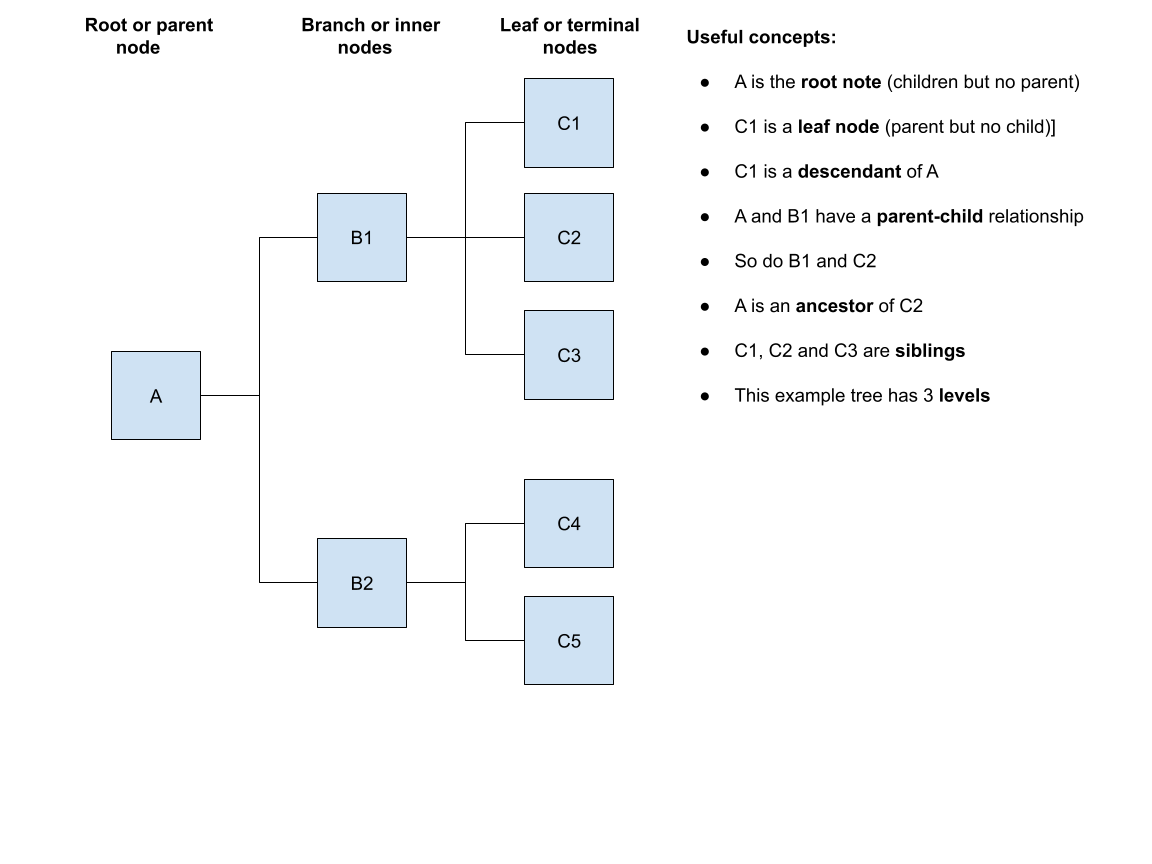 Root or parent
node
Branch or inner
nodes
Leaf or terminal
nodes
C1
B1
C2
C3
A
C4
B2
C5
Useful concepts:
● A is the root note (children but no parent)
● C1 is a leaf node (parent but no child)]
● C1 is a descendant of A
● A and B1 have a parent-child relationship
● So do B1 and C2
● A is an ancestor of C2
● C1, C2 and C3 are siblings
● This example tree has 3 levels